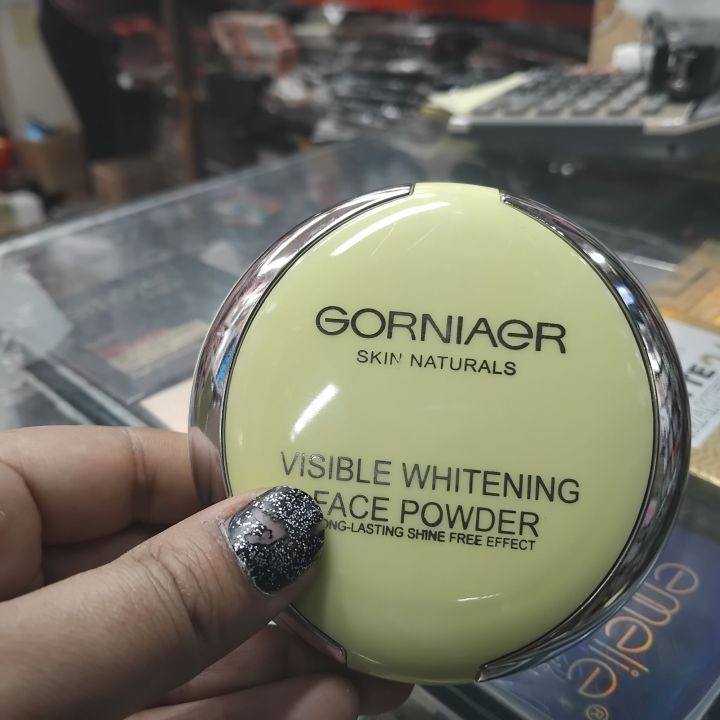 GORNIAER
SKIN NATURALS
VISIBLE WHITENING
FACE POWDER
LONG-LASTING SHINE FREE EFFECT
emelie®